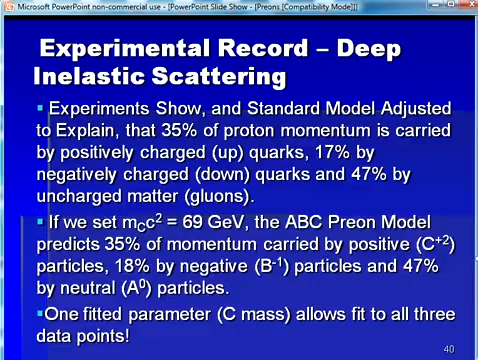 Microsoft PowerPoint non-commercial use - [PowerPoint Slide Show - [Preons [Compatibility Mode]]]
Experimental Record – Deep
Inelastic Scattering
▪ Experiments Show, and Standard Model Adjusted
to Explain, that 35% of proton momentum is carried
by positively charged (up) quarks, 17% by
negatively charged (down) quarks and 47% by
uncharged matter (gluons).
▪ If we set mCc² = 69 GeV, the ABC Preon Model
predicts 35% of momentum carried by positive (C⁺²)
particles, 18% by negative (B⁻¹) particles and 47%
by neutral (A⁰) particles.
▪One fitted parameter (C mass) allows fit to all three
data points!
40